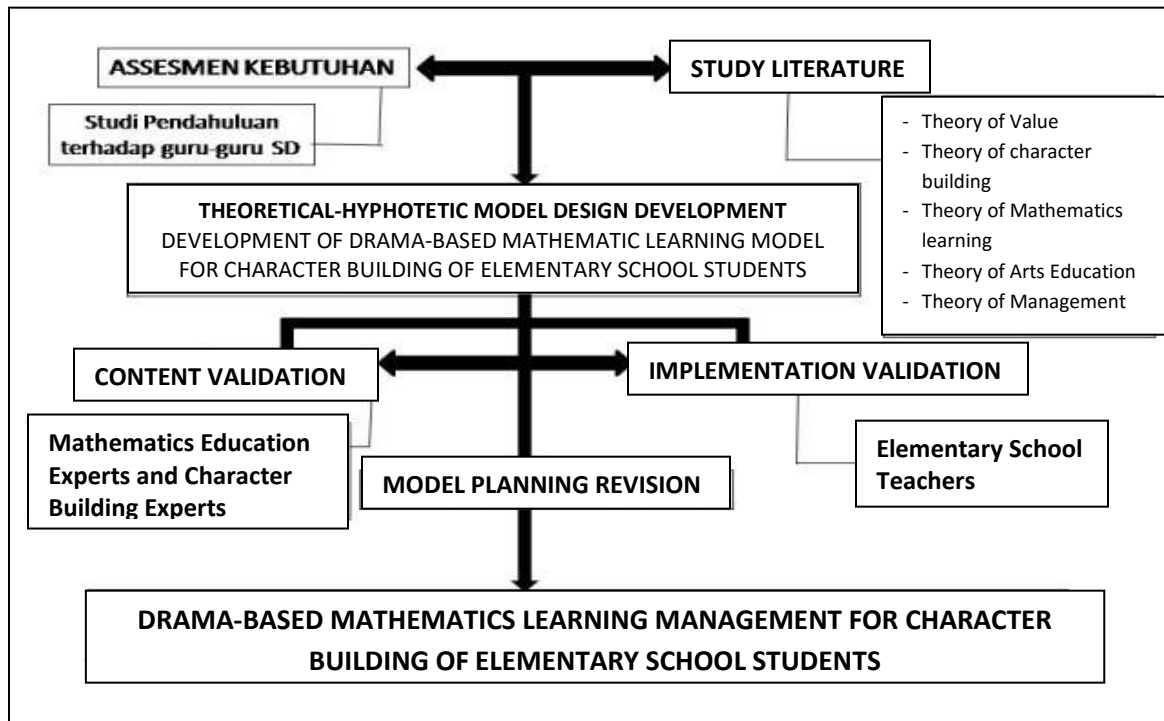 ASSESMEN KEBUTUHAN
STUDY LITERATURE
Studi Pendahuluan
terhadap guru-guru SD
- Theory of Value
- Theory of character
building
- Theory of Mathematics
learning
- Theory of Arts Education
- Theory of Management
THEORETICAL-HYPHOTETIC MODEL DESIGN DEVELOPMENT
DEVELOPMENT OF DRAMA-BASED MATHEMATIC LEARNING MODEL
FOR CHARACTER BUILDING OF ELEMENTARY SCHOOL STUDENTS
CONTENT VALIDATION
IMPLEMENTATION VALIDATION
Mathematics Education
Experts and Character
Building Experts
Elementary School
Teachers
MODEL PLANNING REVISION
DRAMA-BASED MATHEMATICS LEARNING MANAGEMENT FOR CHARACTER
BUILDING OF ELEMENTARY SCHOOL STUDENTS